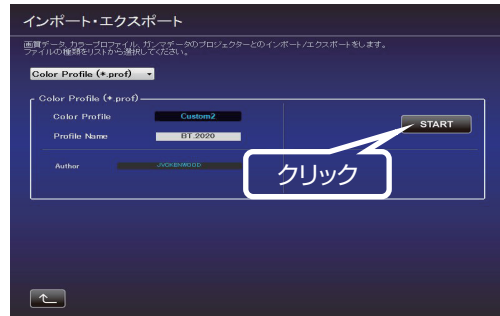 インポート・エクスポート
画質データ、カラープロファイル、ガンマデータのプロジェクターとのインポート/エクスポートをします。
ファイルの種類をリストから選択してください。
Color Profile (*.prof)
Color Profile (*.prof)
Color Profile
Custom2
START
Profile Name
BT.2020
Author
JVCKENWOOD
クリック